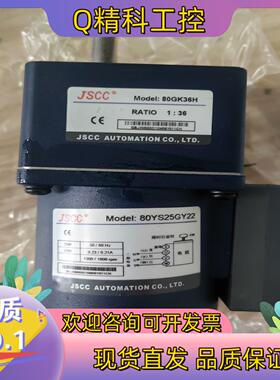 Q精科工控
JSCC
Model: 80GK36H
RATIO 1:36
JSCC AUTOMATION CO., LTD.
JSCC
Model: 80YS25GY22
JSCC AUTOMATION CO., LTD.
质
O.1
欢迎咨询可开发票
现货直发 品质保